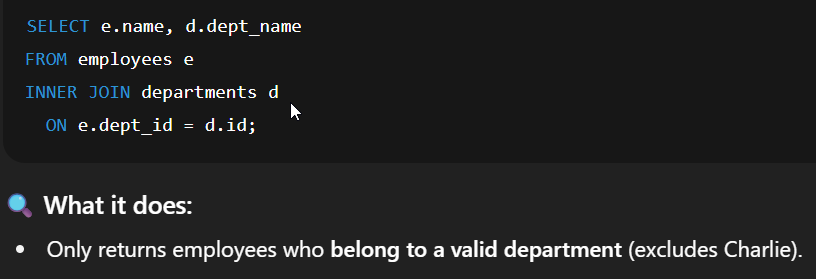 SELECT e.name, d.dept_name
FROM employees e
INNER JOIN departments d
ON e.dept_id = d.id;
What it does:
• Only returns employees who belong to a valid department (excludes Charlie).